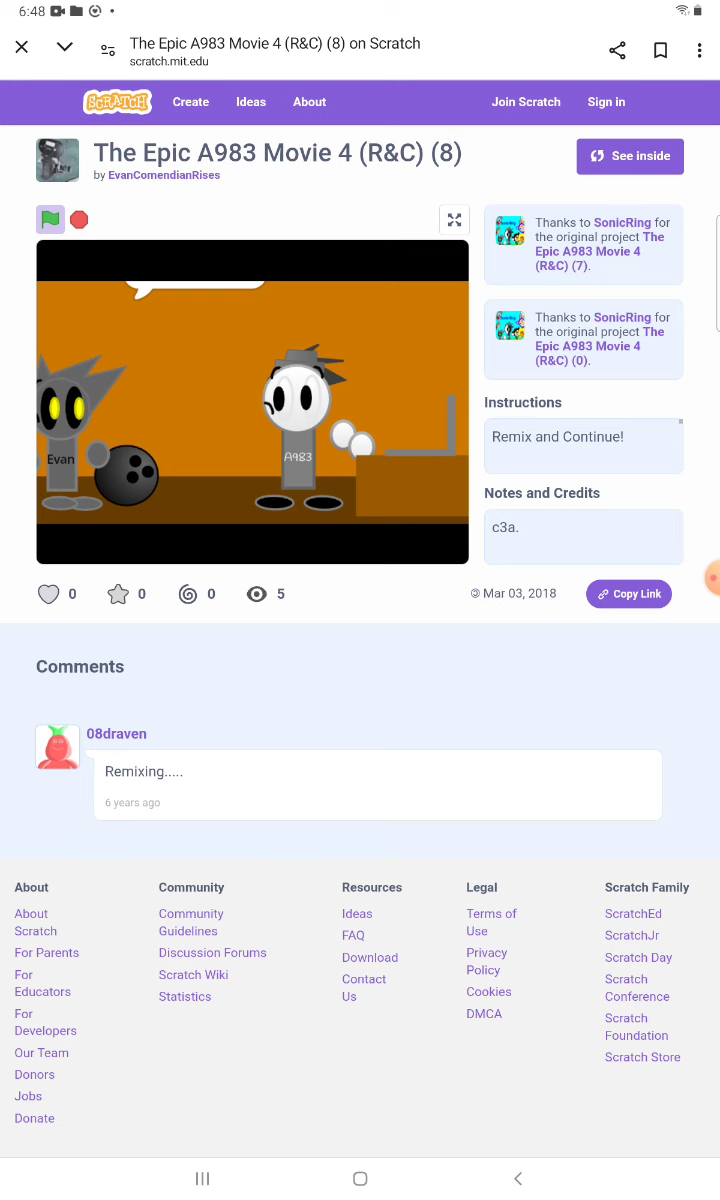 6:48
The Epic A983 Movie 4 (R&C) (8) on Scratch
scratch.mit.edu
SCRATCH
Create
Ideas
About
Join Scratch
Sign in
The Epic A983 Movie 4 (R&C) (8)
by EvanComendianRises
See inside
Thanks to SonicRing for
the original project The
Epic A983 Movie 4
(R&C) (7).
Thanks to SonicRing for
the original project The
Epic A983 Movie 4
(R&C) (0).
Instructions
Remix and Continue!
Notes and Credits
c3a.
Evan
A983
0
0
0
5
Mar 03, 2018
Copy Link
Comments
08draven
Remixing.....
6 years ago
About
About
Scratch
For Parents
For
Educators
For
Developers
Our Team
Donors
Jobs
Donate
Community
Community
Guidelines
Discussion Forums
Scratch Wiki
Statistics
Resources
Ideas
FAQ
Download
Contact
Us
Legal
Terms of
Use
Privacy
Policy
Cookies
DMCA
Scratch Family
ScratchEd
ScratchJr
Scratch Day
Scratch
Conference
Scratch
Foundation
Scratch Store